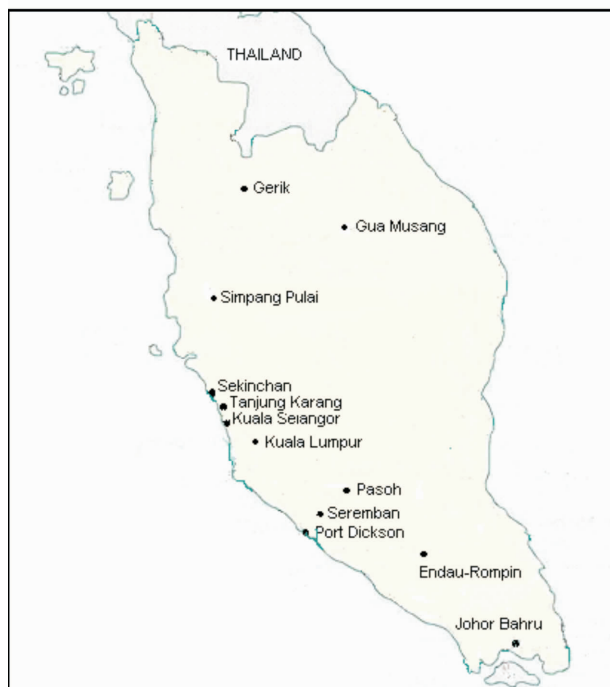 THAILAND
Gerik
Gua Musang
Simpang Pulai
Sekinchan
Tanjung Karang
Kuala Selangor
Kuala Lumpur
Pasoh
Seremban
Port Dickson
Endau-Rompin
Johor Bahru